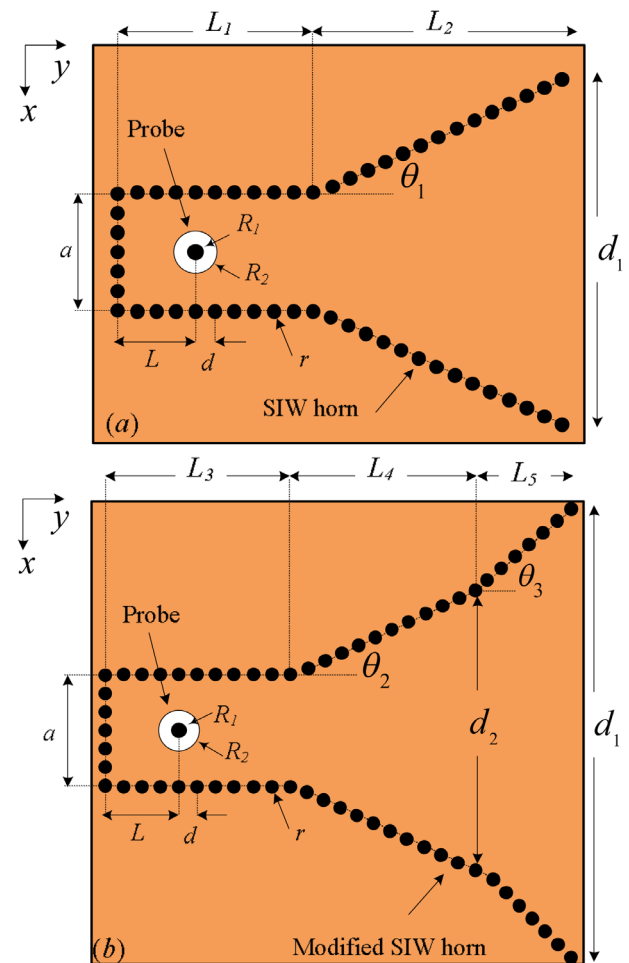 L₁ L₂
y
x
Probe
θ₁
R₁
a
d₁
R₂
L d r
SIW horn
(a)
L₃ L₄ L₅
y
x
θ₃
Probe
θ₂
R₁
a
d₂ d₁
R₂
L d r
Modified SIW horn
(b)